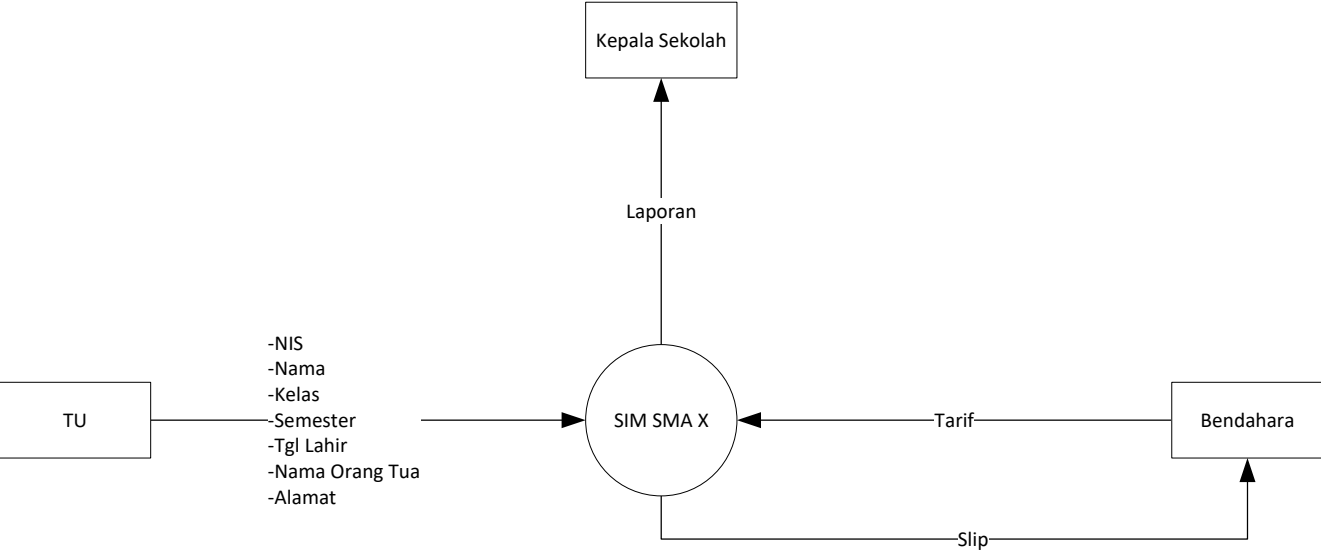 Kepala Sekolah
Laporan
-NIS
-Nama
-Kelas
-Semester
-Tgl Lahir
-Nama Orang Tua
-Alamat
TU
SIM SMA X
Tarif
Bendahara
Slip